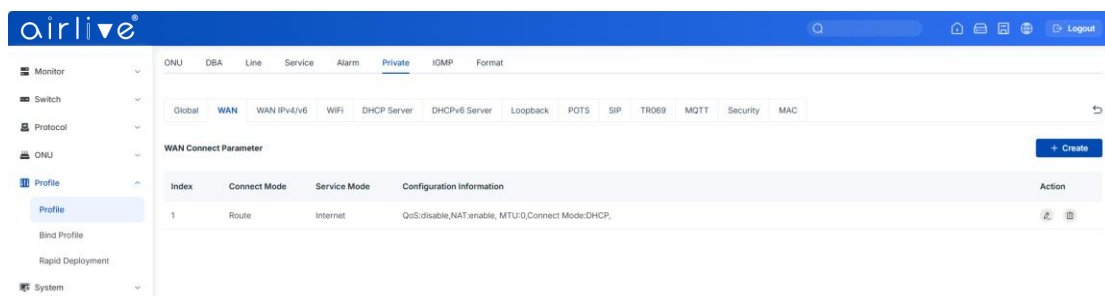 airlive®
Logout
Monitor
Switch
Protocol
ONU
Profile
Profile
Bind Profile
Rapid Deployment
System
ONU DBA Line Service Alarm Private IGMP Format
Global WAN WAN IPv4/v6 WiFi DHCP Server DHCPv6 Server Loopback POTS SIP TR069 MQTT Security MAC
WAN Connect Parameter
+ Create
Index Connect Mode Service Mode Configuration Information Action
1 Route Internet QoS:disable,NAT:enable, MTU:0,Connect Mode:DHCP,